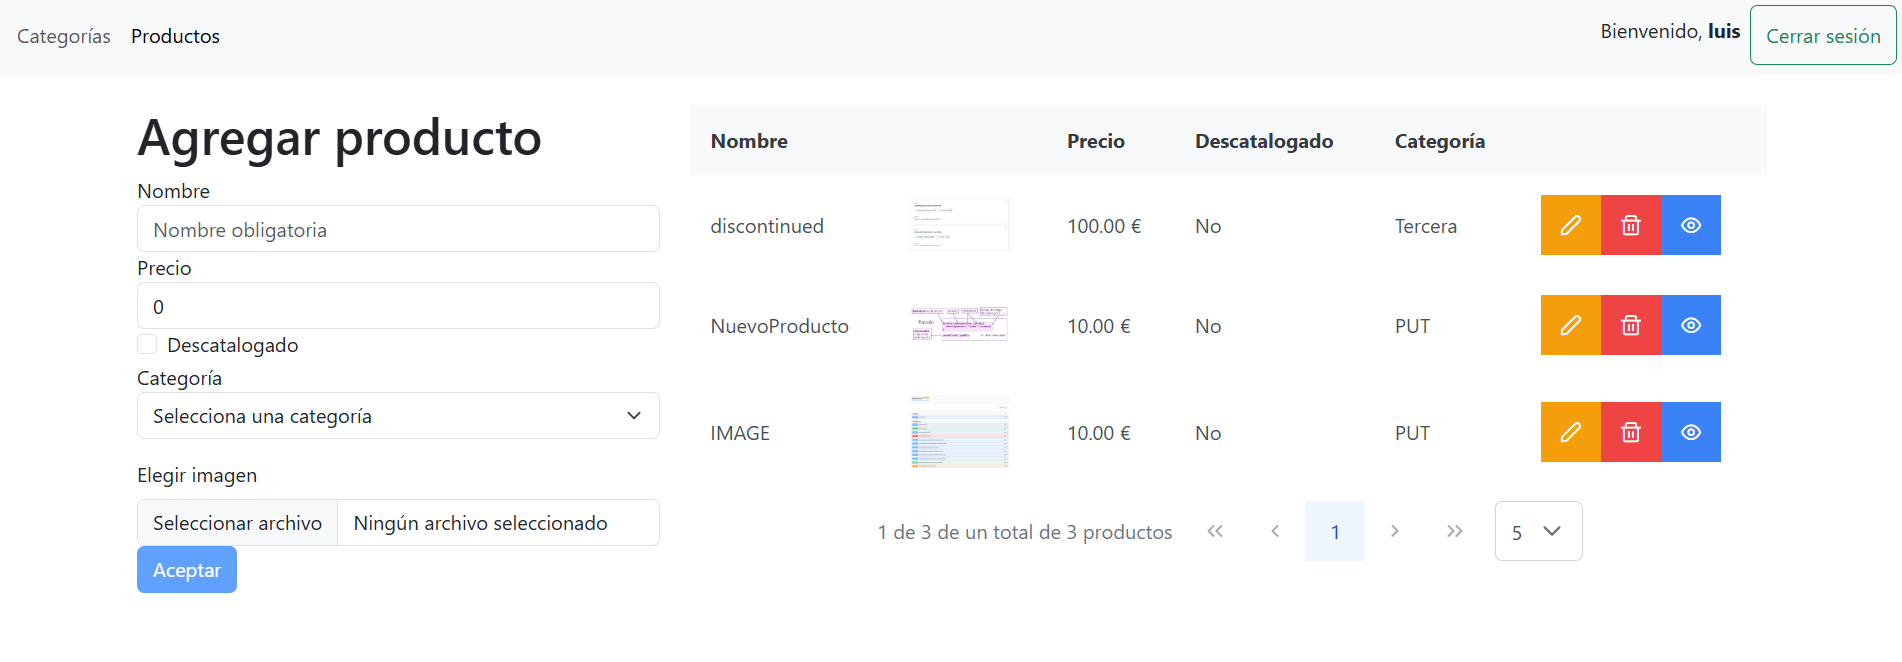 Categorías Productos
Bienvenido, luis Cerrar sesión
Agregar producto
Nombre
Nombre obligatoria
Precio
0
Descatalogado
Categoría
Selecciona una categoría
Elegir imagen
Seleccionar archivo Ningún archivo seleccionado
Aceptar
Nombre Precio Descatalogado Categoría
discontinued 100.00 € No Tercera
NuevoProducto 10.00 € No PUT
IMAGE 10.00 € No PUT
1 de 3 de un total de 3 productos 1 5